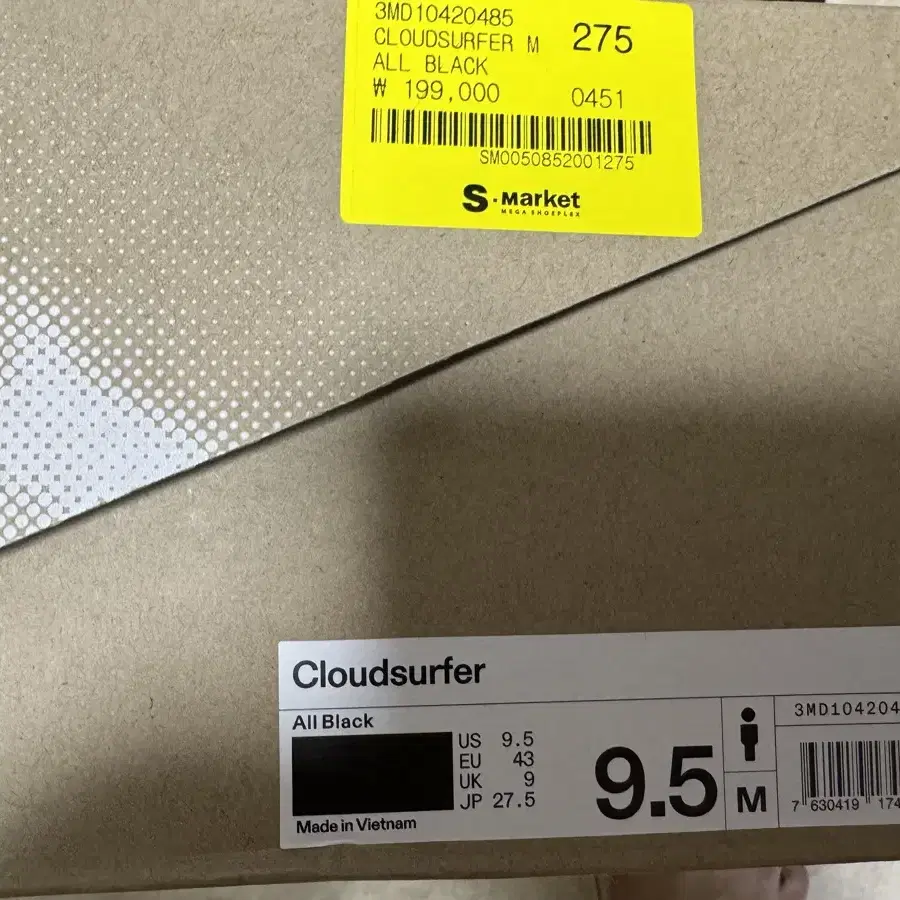 3MD10420485
CLOUDSURFER M 275
ALL BLACK
₩ 199,000 0451
SM0050852001275
S·Market
MEGA SHOEPLEX
Cloudsurfer
All Black
US 9.5
EU 43
UK 9
JP 27.5
Made in Vietnam
9.5
M
3MD104204
7 630419 174